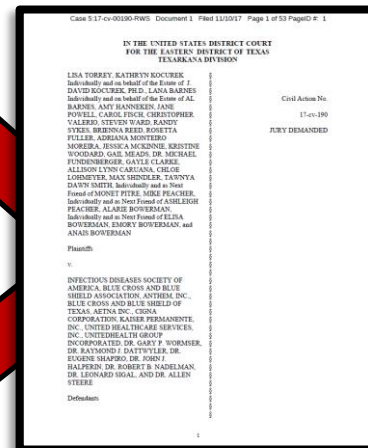 Case 5:17-cv-00190-RWS Document 1 Filed 11/10/17 Page 1 of 53 PageID #: 1
IN THE UNITED STATES DISTRICT COURT
FOR THE EASTERN DISTRICT OF TEXAS
TEXARKANA DIVISION
LISA TORREY, KATHRYN KOCUREK §
Individually and on behalf of the Estate of J. §
DAVID KOCUREK, PH.D., LANA BARNES §
Individually and on behalf of the Estate of AL § Civil Action No.
BARNES, AMY HANNEKEN, JANE §
POWELL, CAROL FISCH, CHRISTOPHER § 17-cv-190
VALERIO, STEVEN WARD, RANDY §
SYKES, BRIENNA REED, ROSETTA § JURY DEMANDED
FULLER, ADRIANA MONTEIRO §
MOREIRA, JESSICA MCKINNIE, KRISTINE §
WOODARD, GAIL MEADS, DR. MICHAEL §
FUNDENBERGER, GAYLE CLARKE, §
ALLISON LYNN CARUANA, CHLOE §
LOHMEYER, MAX SHINDLER, TAWNYA §
DAWN SMITH, Individually and as Next §
Friend of MONET PITRE, MIKE PEACHER, §
Individually and as Next Friend of ASHLEIGH §
PEACHER, ALARIE BOWERMAN, §
Individually and as Next Friend of ELISA §
BOWERMAN, EMORY BOWERMAN, and §
ANAIS BOWERMAN §
Plaintiffs §
v. §
INFECTIOUS DISEASES SOCIETY OF §
AMERICA, BLUE CROSS AND BLUE §
SHIELD ASSOCIATION, ANTHEM, INC., §
BLUE CROSS AND BLUE SHIELD OF §
TEXAS, AETNA INC., CIGNA §
CORPORATION, KAISER PERMANENTE, §
INC., UNITED HEALTHCARE SERVICES, §
INC., UNITEDHEALTH GROUP §
INCORPORATED, DR. GARY P. WORMSER, §
DR. RAYMOND J. DATTWYLER, DR. §
EUGENE SHAPIRO, DR. JOHN J. §
HALPERIN, DR. ROBERT B. NADELMAN, §
DR. LEONARD SIGAL, AND DR. ALLEN §
STEERE §
Defendants §
1